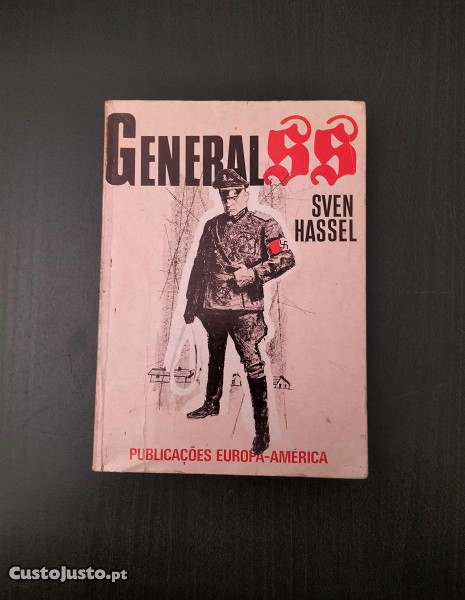 GENERAL SS
SVEN
HASSEL
PUBLICAÇÕES EUROPA-AMÉRICA
CustoJusto.pt